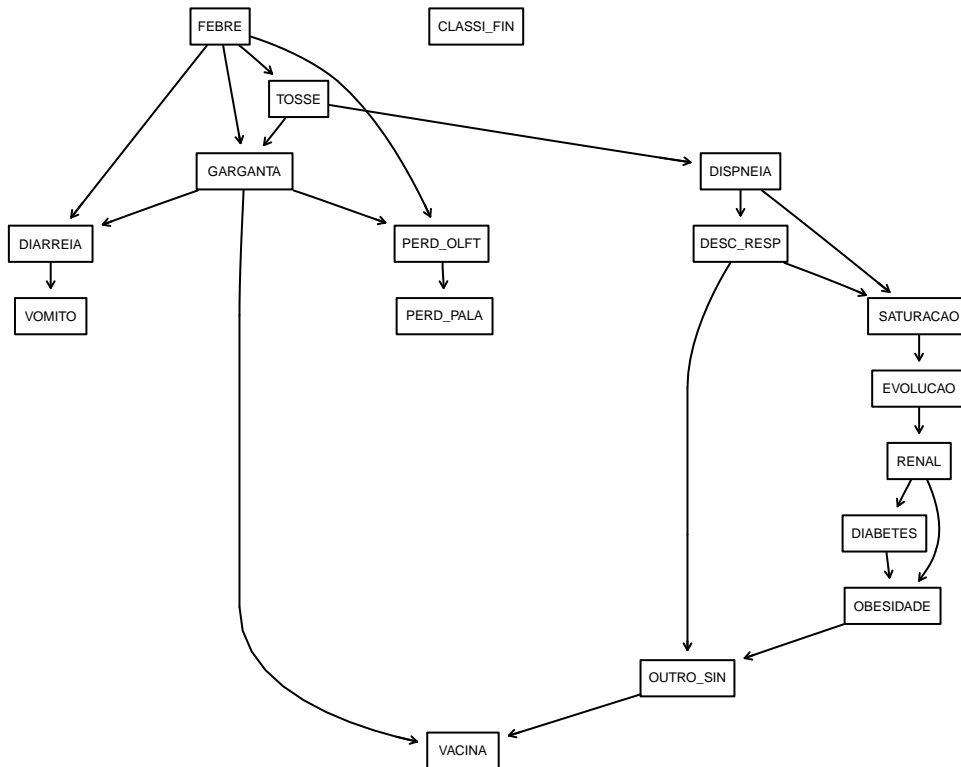 FEBRE
CLASSI_FIN
TOSSE
GARGANTA
DISPNEIA
DIARREIA
PERD_OLFT
DESC_RESP
VOMITO
PERD_PALA
SATURACAO
EVOLUCAO
RENAL
DIABETES
OBESIDADE
OUTRO_SIN
VACINA